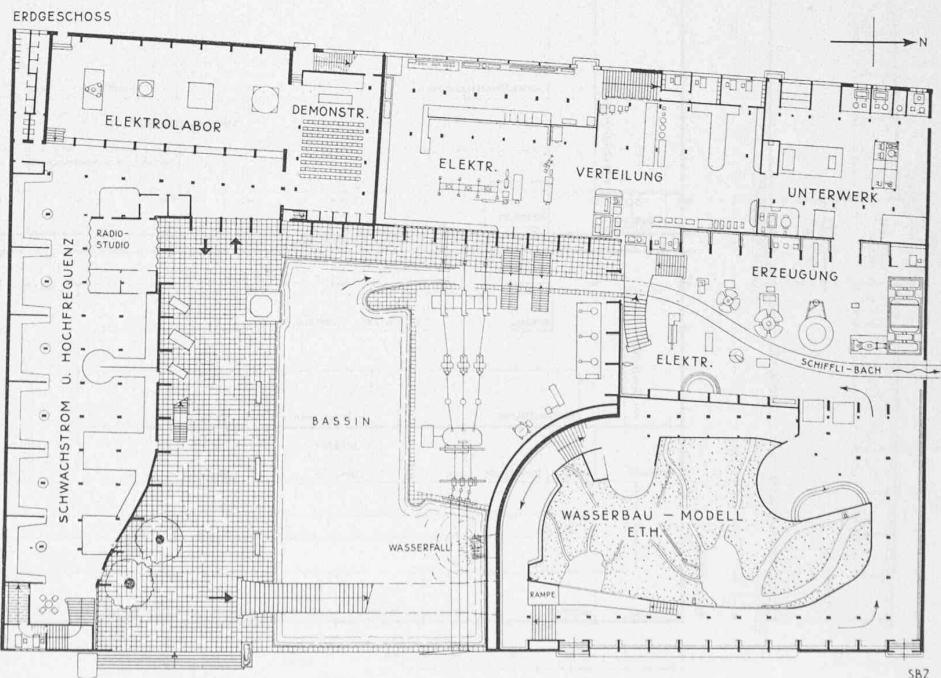 ERDGESCHOSS
N
ELEKTROLABOR
DEMONSTR.
ELEKTR.
VERTEILUNG
UNTERWERK
RADIO-
STUDIO
ERZEUGUNG
SCHWACHSTROM U. HOCHFREQUENZ
ELEKTR.
SCHIFFLI-BACH
BASSIN
WASSERBAU - MODELL
E.T.H.
WASSERFALL
RAMPE
SBZ